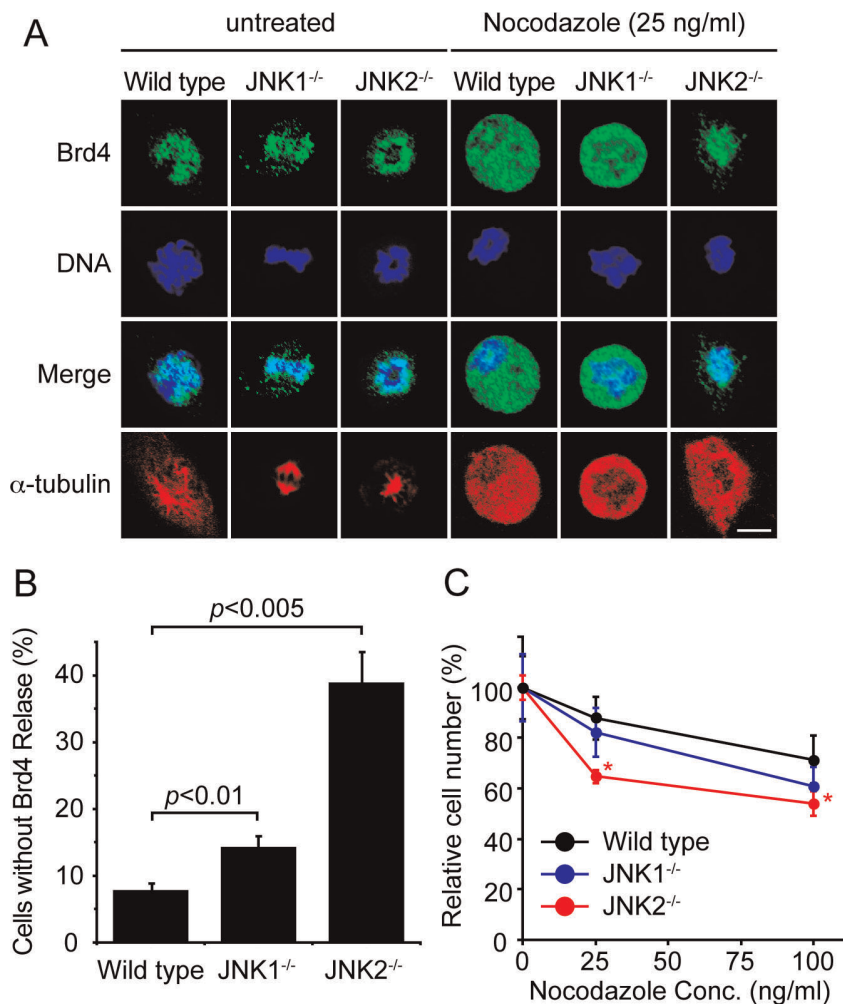 A
untreated
Nocodazole (25 ng/ml)
Wild type JNK1-/- JNK2-/- Wild type JNK1-/- JNK2-/-
Brd4
DNA
Merge
α-tubulin
B
p<0.005
p<0.01
Cells without Brd4 Relase (%)
40
30
20
10
0
Wild type JNK1-/- JNK2-/-
C
Relative cell number (%)
100
80
60
40
20
0
Wild type
JNK1-/-
JNK2-/-
*
*
0 25 50 75 100
Nocodazole Conc. (ng/ml)